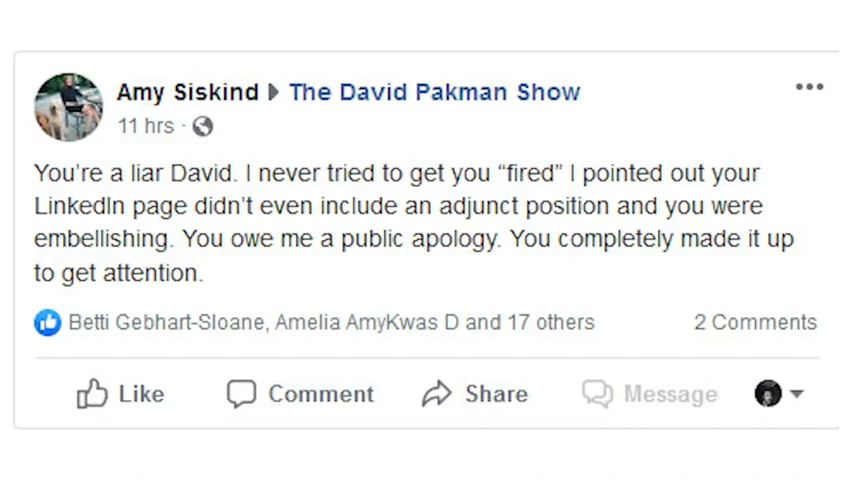 Amy Siskind ▶ The David Pakman Show
11 hrs ·
You're a liar David. I never tried to get you “fired” I pointed out your
LinkedIn page didn't even include an adjunct position and you were
embellishing. You owe me a public apology. You completely made it up
to get attention.
Betti Gebhart-Sloane, Amelia AmyKwas D and 17 others 2 Comments
Like Comment Share Message